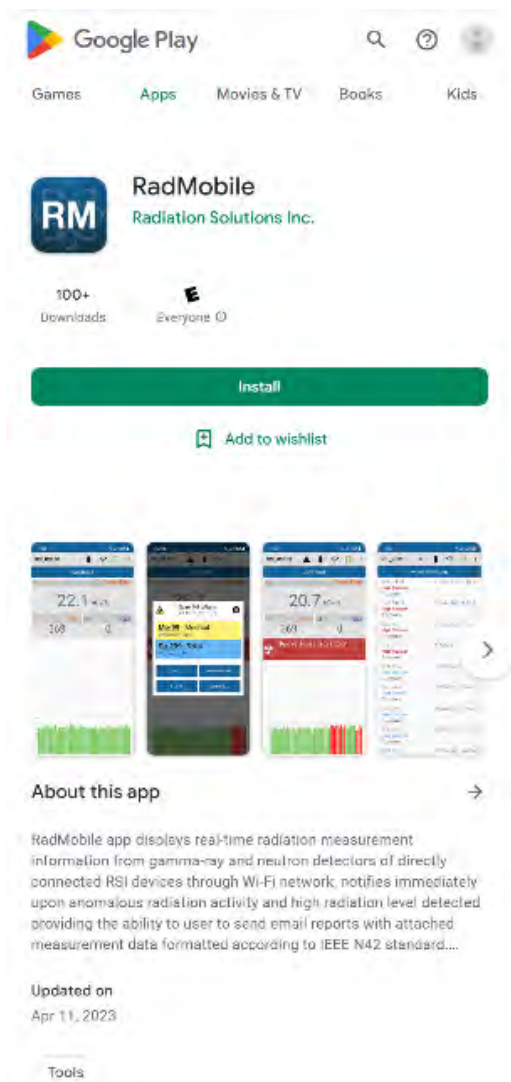 Google Play
Games Apps Movies & TV Books Kids
RM
RadMobile
Radiation Solutions Inc.
100+
Downloads
E
Everyone
Install
Add to wishlist
22.1
20.7
0
About this app
RadMobile app displays real-time radiation measurement
information from gamma-ray and neutron detectors of directly
connected RSI devices through Wi-Fi network, notifies immediately
upon anomalous radiation activity and high radiation level detected
providing the ability to user to send email reports with attached
measurement data formatted according to IEEE N42 standard....
Updated on
Apr 11, 2023
Tools